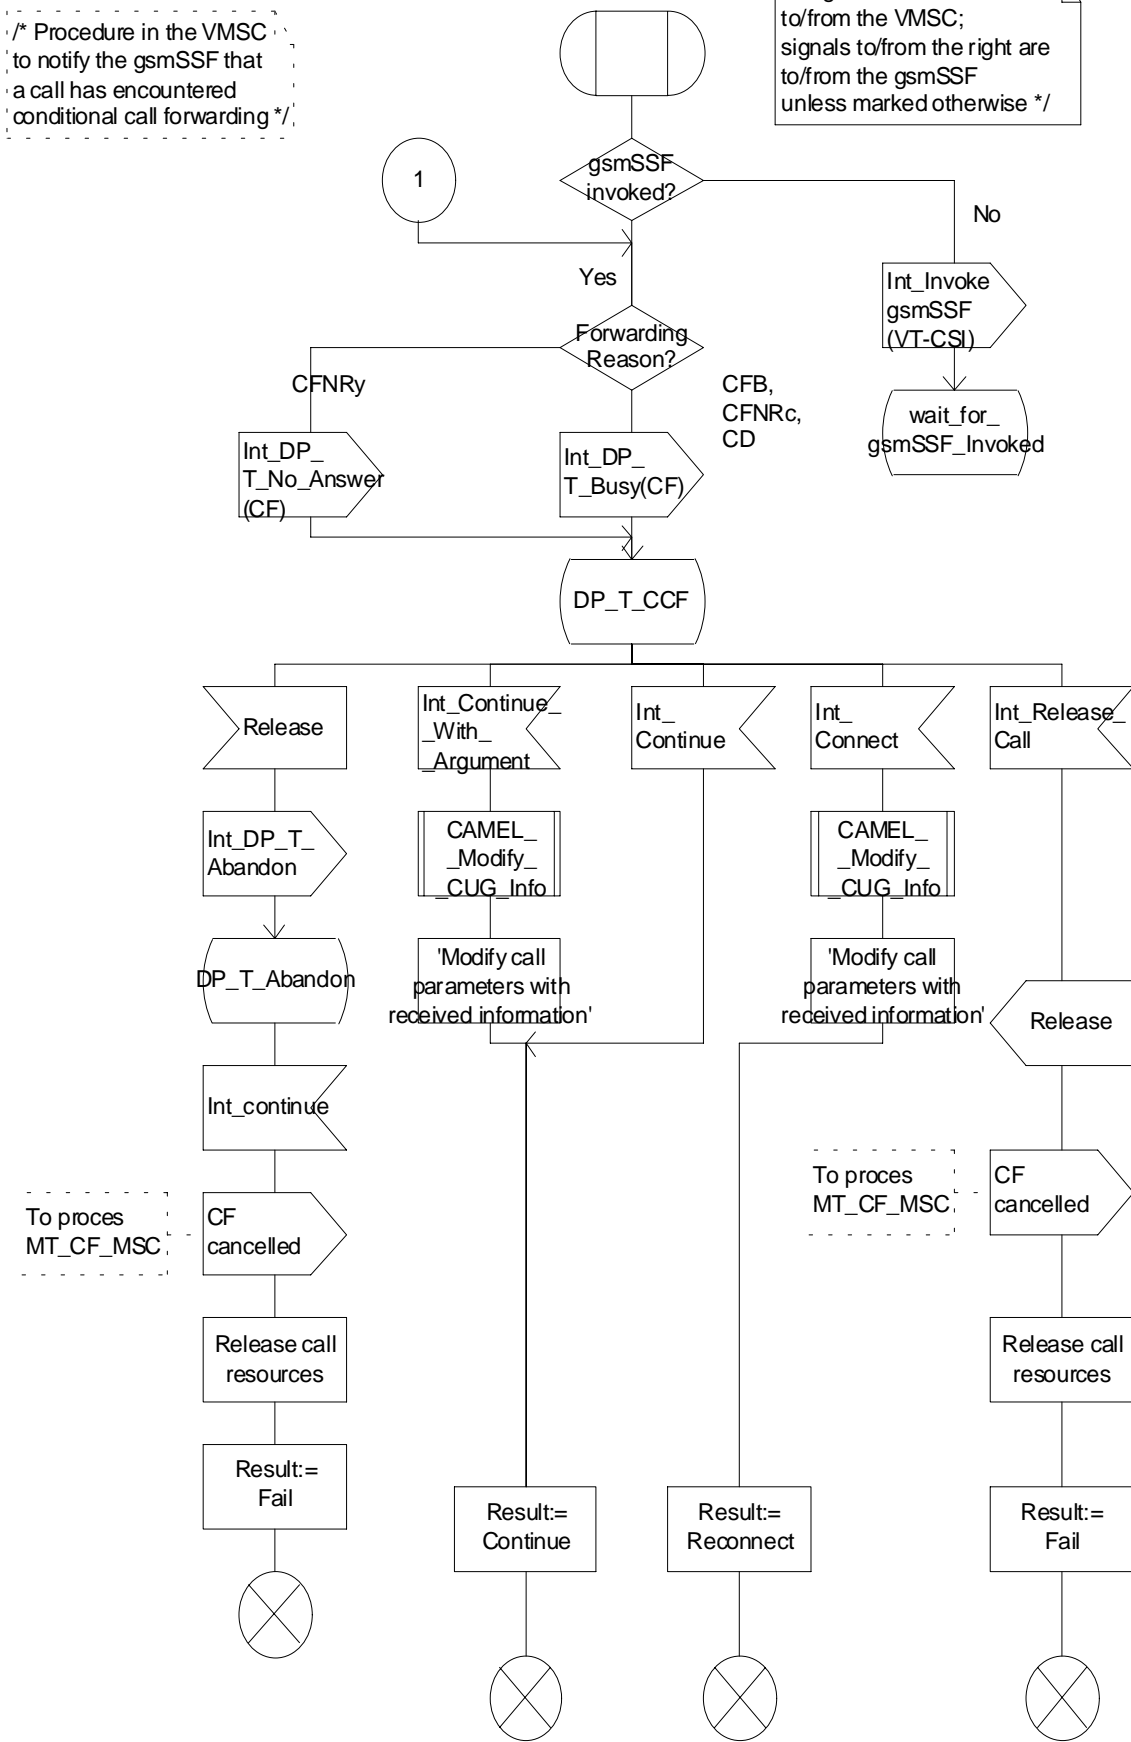 /* Procedure in the VMSC
to notify the gsmSSF that
a call has encountered
conditional call forwarding */
to/from the VMSC;
signals to/from the right are
to/from the gsmSSF
unless marked otherwise */
1
gsmSSF
invoked?
No
Yes
Int_Invoke
gsmSSF
(VT-CSI)
Forwarding
Reason?
CFNRy
CFB,
CFNRc,
CD
wait_for_
gsmSSF_Invoked
Int_DP_
T_No_Answer
(CF)
Int_DP_
T_Busy(CF)
DP_T_CCF
Release
Int_Continue_
_With_
_Argument
Int_
Continue
Int_
Connect
Int_Release_
Call
Int_DP_T_
Abandon
CAMEL_
_Modify_
_CUG_Info
CAMEL_
_Modify_
_CUG_Info
DP_T_Abandon
'Modify call
parameters with
received information'
'Modify call
parameters with
received information'
Release
Int_continue
To proces
MT_CF_MSC
CF
cancelled
To proces
MT_CF_MSC
CF
cancelled
Release call
resources
Release call
resources
Result:=
Fail
Result:=
Continue
Result:=
Reconnect
Result:=
Fail